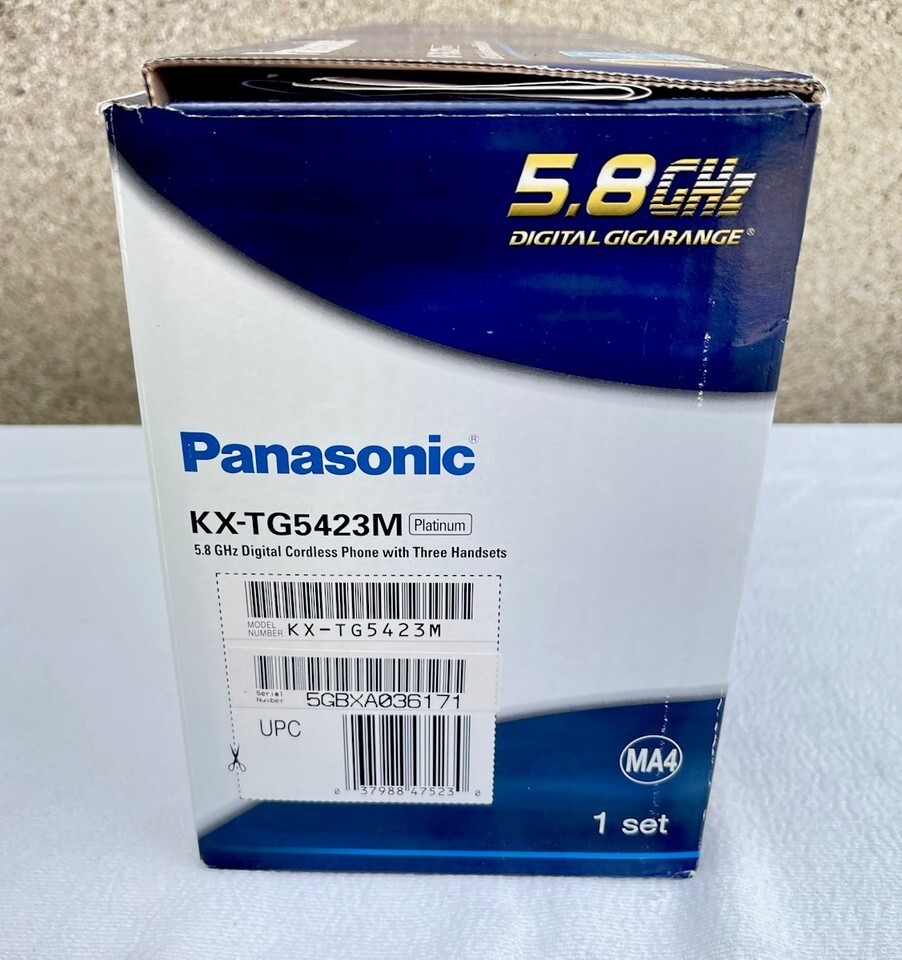 5.8GHz
DIGITAL GIGARANGE®
Panasonic®
KX-TG5423M Platinum
5.8 GHz Digital Cordless Phone with Three Handsets
MODEL
NUMBER KX-TG5423M
Serial
Number 5GBXA036171
UPC
0 37988 47523 0
MA4
1 set